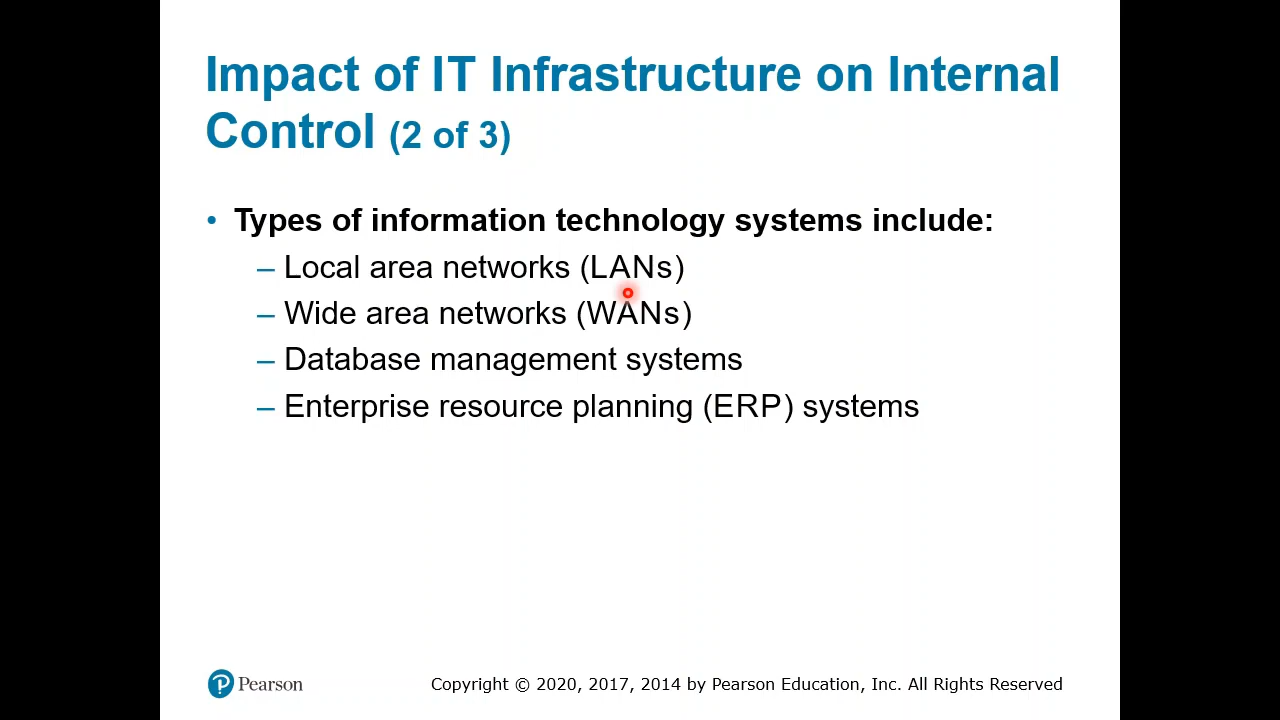 Impact of IT Infrastructure on Internal
Control (2 of 3)
• Types of information technology systems include:
– Local area networks (LANs)
– Wide area networks (WANs)
– Database management systems
– Enterprise resource planning (ERP) systems
Pearson
Copyright © 2020, 2017, 2014 by Pearson Education, Inc. All Rights Reserved